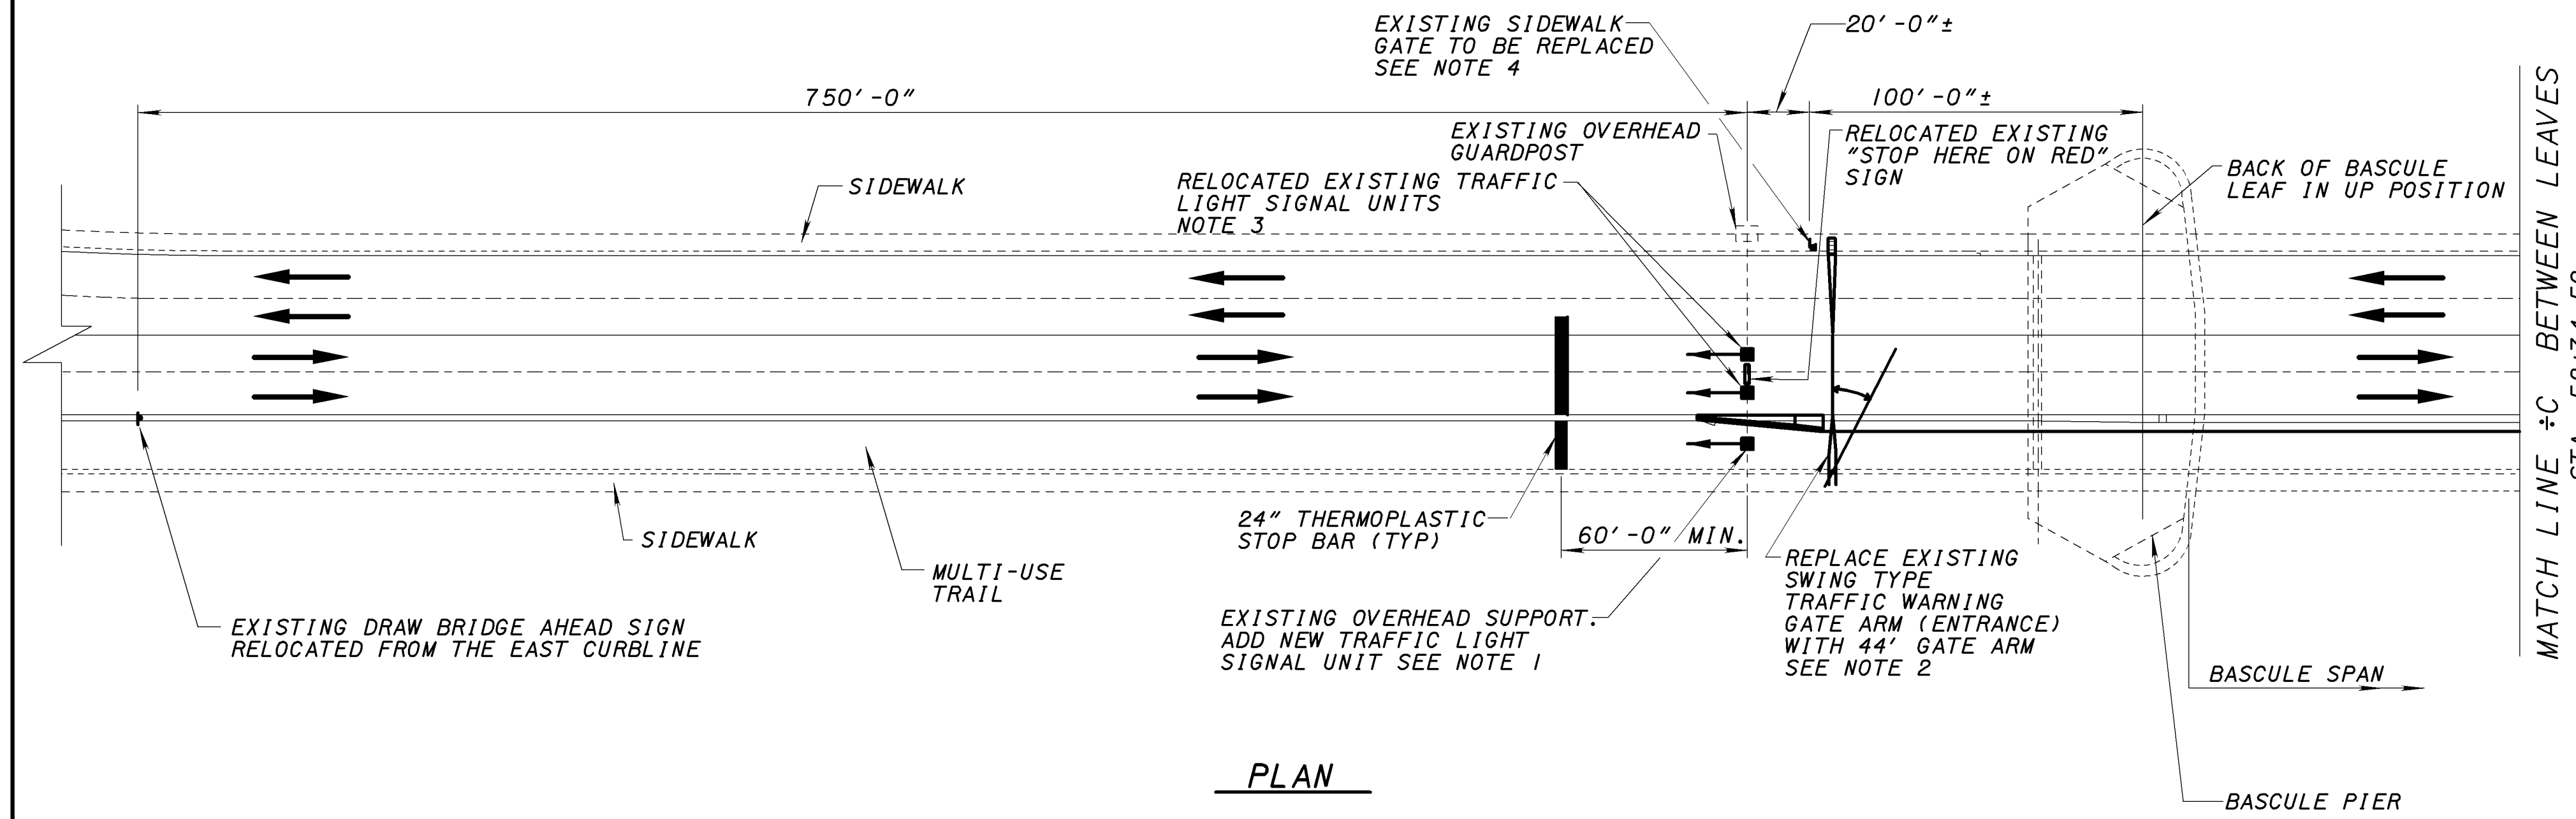 EXISTING SIDEWALK
GATE TO BE REPLACED
SEE NOTE 4
20'-0"±
750'-0"
100'-0"±
EXISTING OVERHEAD
GUARDPOST
RELOCATED EXISTING
"STOP HERE ON RED"
SIGN
SIDEWALK
RELOCATED EXISTING TRAFFIC
LIGHT SIGNAL UNITS
NOTE 3
BACK OF BASCULE
LEAF IN UP POSITION
MATCH LINE ÷C BETWEEN LEAVES
24" THERMOPLASTIC
STOP BAR (TYP)
60'-0" MIN.
SIDEWALK
MULTI-USE
TRAIL
EXISTING DRAW BRIDGE AHEAD SIGN
RELOCATED FROM THE EAST CURBLINE
EXISTING OVERHEAD SUPPORT.
ADD NEW TRAFFIC LIGHT
SIGNAL UNIT SEE NOTE 1
REPLACE EXISTING
SWING TYPE
TRAFFIC WARNING
GATE ARM (ENTRANCE)
WITH 44' GATE ARM
SEE NOTE 2
BASCULE SPAN
BASCULE PIER
PLAN